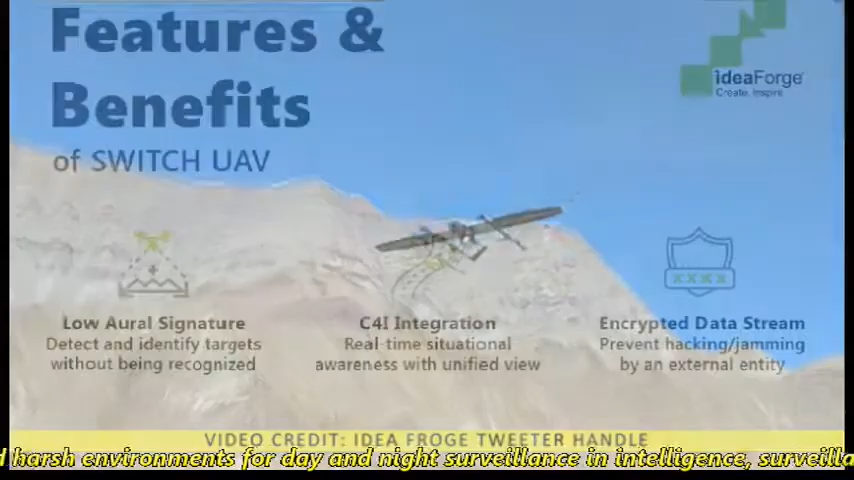 Features &
Benefits
of SWITCH UAV
ideaForge
Create. Inspire
Low Aural Signature
Detect and identify targets
without being recognized
C4I Integration
Real-time situational
awareness with unified view
XXXX
Encrypted Data Stream
Prevent hacking/jamming
by an external entity
VIDEO CREDIT: IDEA FROGE TWEETER HANDLE
harsh environments for day and night surveillance in intelligence,